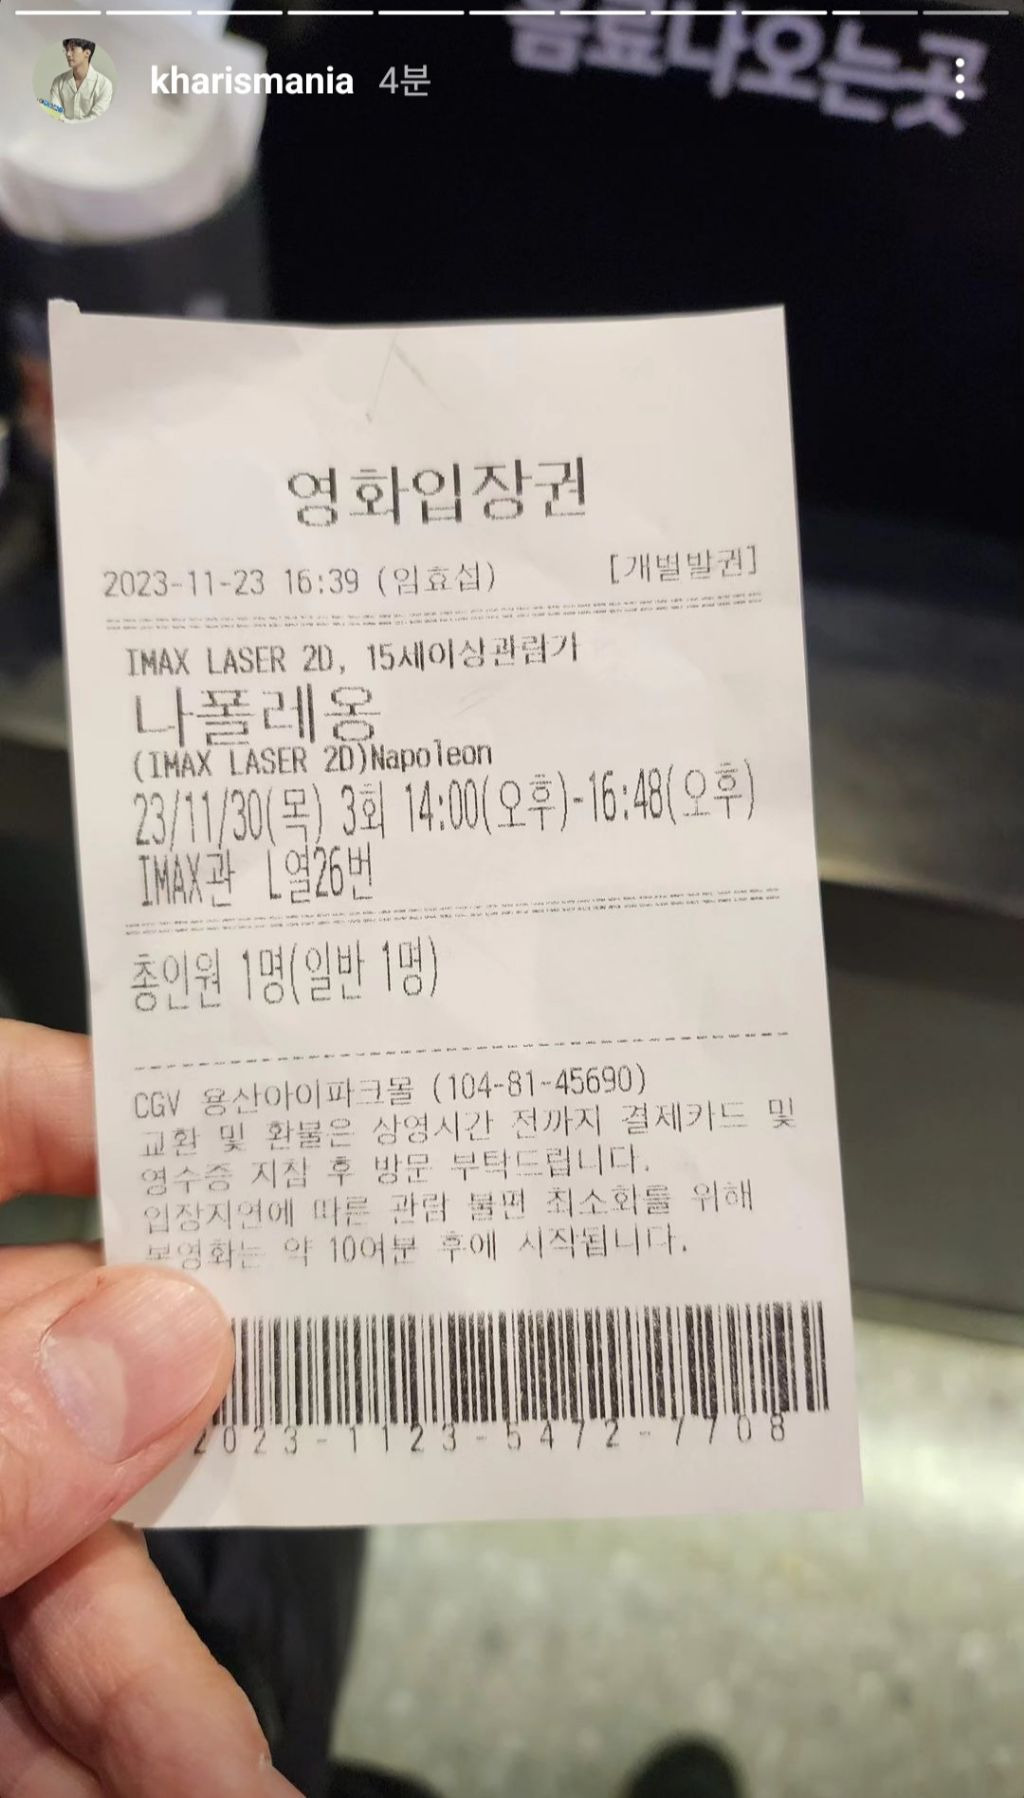 음료나오는곳
kharismania 4분
영화입장권
2023-11-23 16:39 (임효섭) [개별발권]
IMAX LASER 2D, 15세이상관람가
나폴레옹
(IMAX LASER 2D)Napoleon
23/11/30(목) 3회 14:00(오후)-16:48(오후)
IMAX관 L열26번
총인원 1명(일반 1명)
CGV 용산아이파크몰 (104-81-45690)
교환 및 환불은 상영시간 전까지 결제카드 및
영수증 지참 후 방문 부탁드립니다.
입장지연에 따른 관람 불편 최소화를 위해
본영화는 약 10여분 후에 시작됩니다.
2023-1123-5472-7708